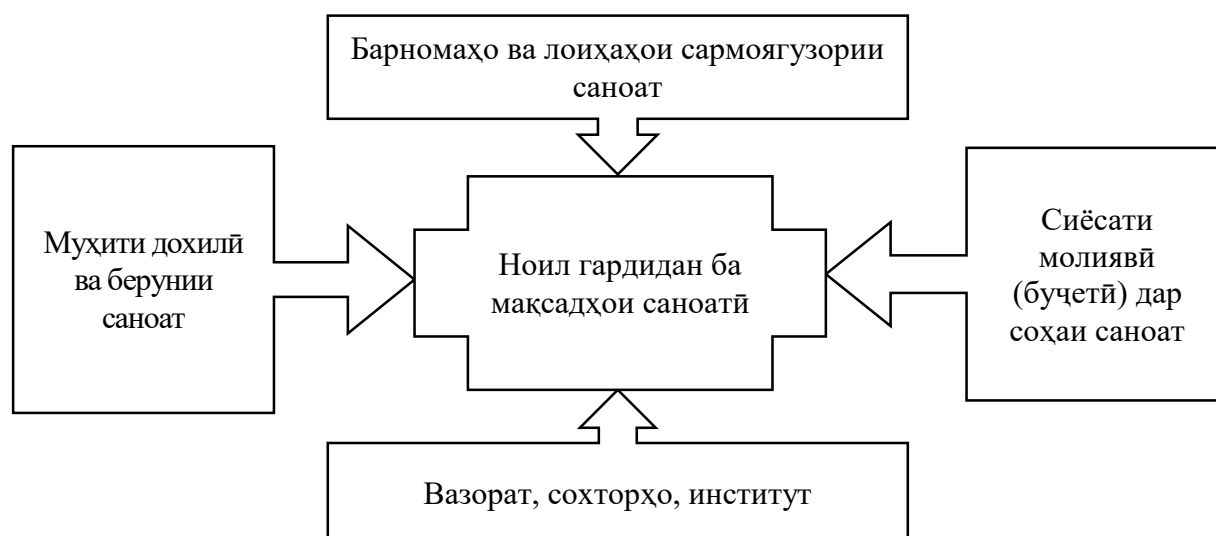 Барномаҳо ва лоиҳаҳои сармоягузории
саноат
Муҳити дохилӣ
ва берунии
саноат
Ноил гардидан ба
мақсадҳои саноатӣ
Сиёсати
молиявӣ
(буҷетӣ) дар
соҳаи саноат
Вазорат, сохторҳо, институт